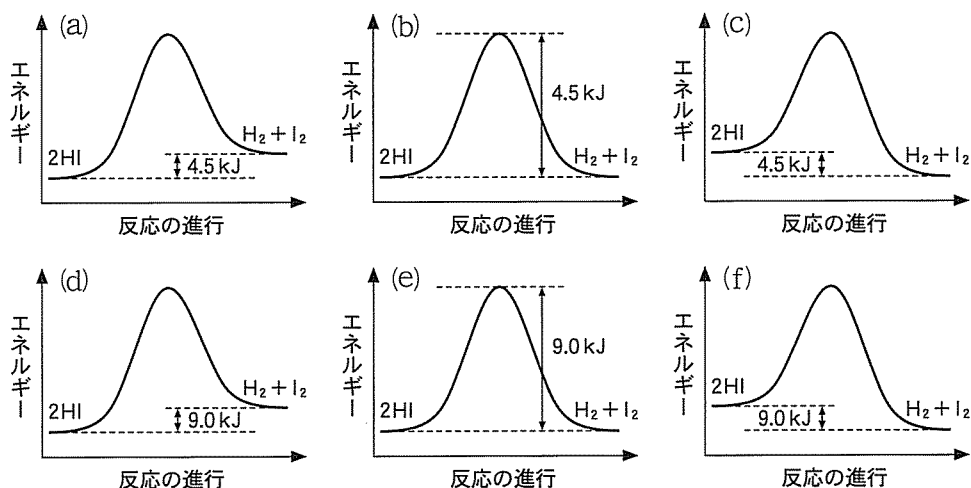 (a)
エネルギー
2HI
H₂+I₂
4.5 kJ
反応の進行
(b)
エネルギー
2HI
4.5 kJ
H₂+I₂
反応の進行
(c)
エネルギー
2HI
4.5 kJ
H₂+I₂
反応の進行
(d)
エネルギー
2HI
H₂+I₂
9.0 kJ
反応の進行
(e)
エネルギー
2HI
9.0 kJ
H₂+I₂
反応の進行
(f)
エネルギー
2HI
9.0 kJ
H₂+I₂
反応の進行